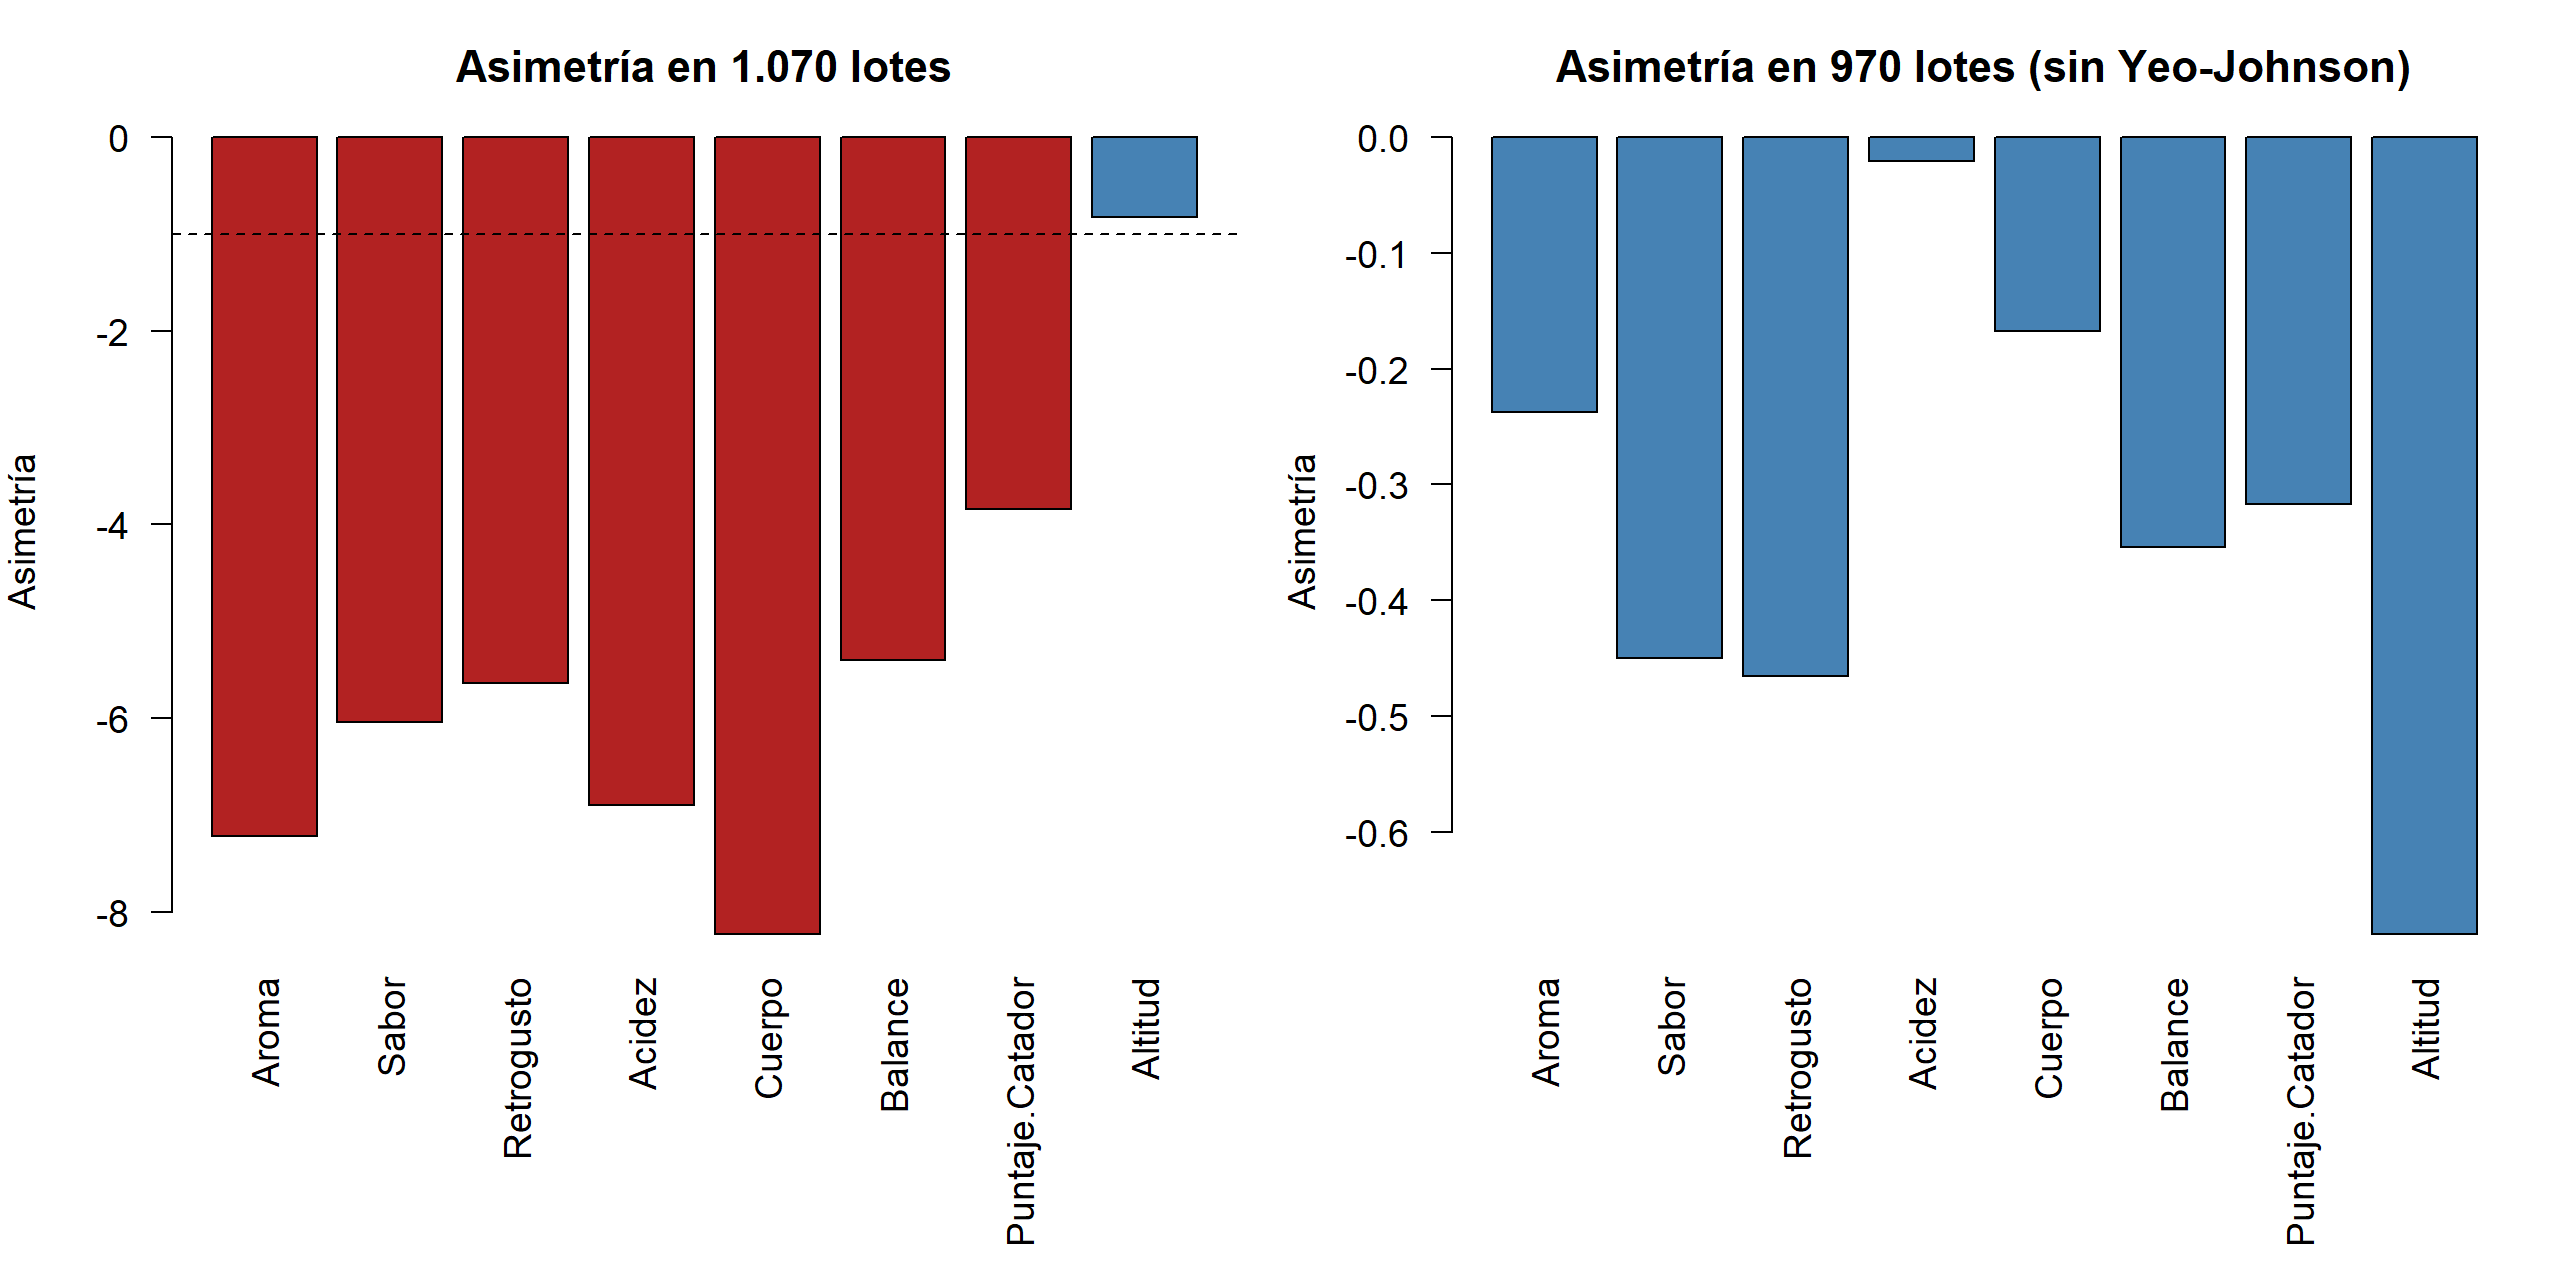 Asimetría en 1.070 lotes
Asimetría
0
-2
-4
-6
-8
Aroma
Sabor
Retrogusto
Acidez
Cuerpo
Balance
Puntaje.Catador
Altitud
Asimetría en 970 lotes (sin Yeo-Johnson)
Asimetría
0.0
-0.1
-0.2
-0.3
-0.4
-0.5
-0.6
Aroma
Sabor
Retrogusto
Acidez
Cuerpo
Balance
Puntaje.Catador
Altitud